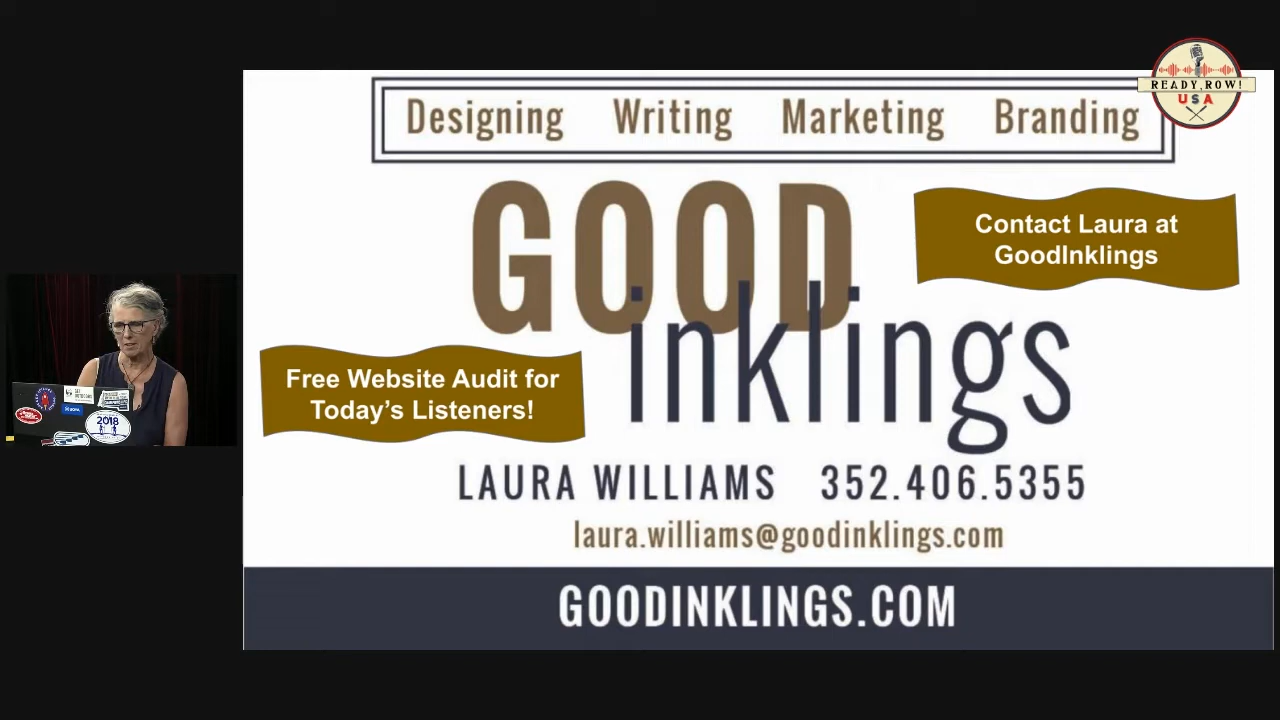 Designing Writing Marketing Branding
READY, ROW!
USA
GOOD
inklings
Contact Laura at
GoodInklings
Free Website Audit for
Today's Listeners!
LAURA WILLIAMS 352.406.5355
laura.williams@goodinklings.com
GOODINKLINGS.COM
2018